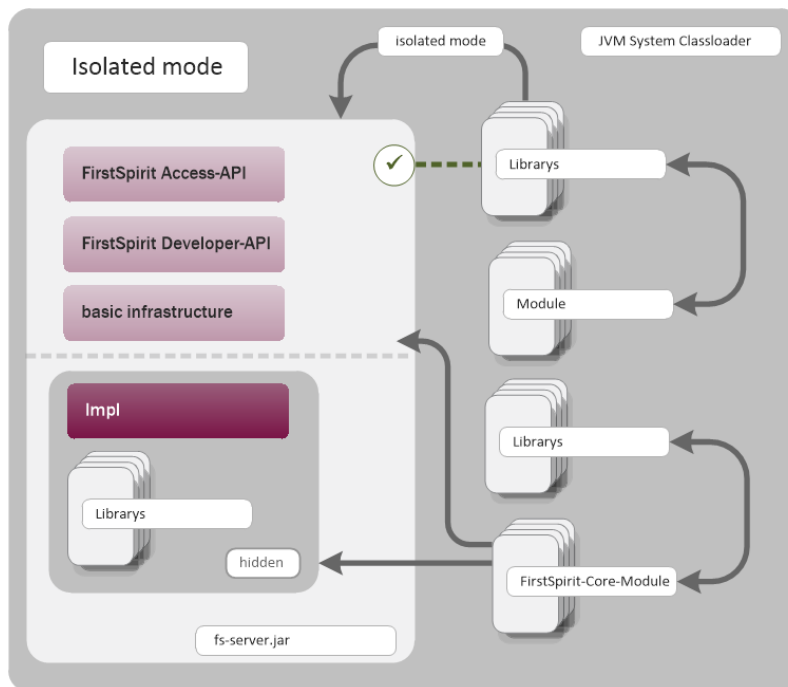 Isolated mode
isolated mode
JVM System Classloader
FirstSpirit Access-API
FirstSpirit Developer-API
basic infrastructure
Impl
Librarys
hidden
fs-server.jar
Librarys
Module
Librarys
FirstSpirit-Core-Module